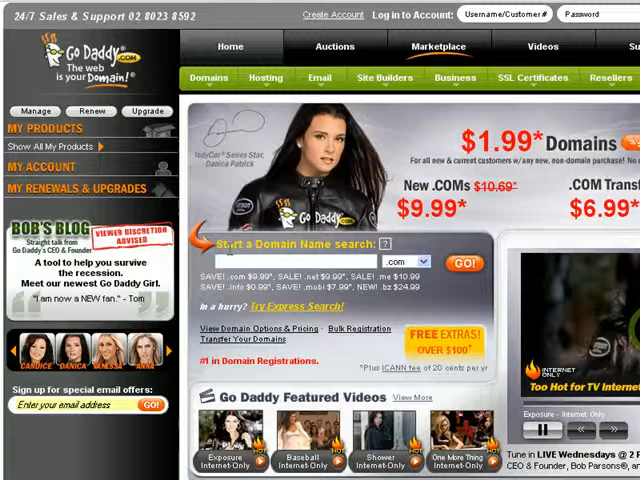 24/7 Sales & Support 02 8023 8592
Create Account
Log in to Account:
Username/Customer #
Password
Go Daddy.COM
The web
is your Domain!®
Home
Auctions
Marketplace
Videos
Domains
Hosting
Email
Site Builders
Business
SSL Certificates
Resellers
Manage
Renew
Upgrade
MY PRODUCTS
Show All My Products
MY ACCOUNT
MY RENEWALS & UPGRADES
IndyCar® Series Star,
Danica Patrick
Go Daddy.COM
$1.99* Domains
For all new & current customers w/any new, non-domain purchase!
New .COMs $10.69*
$9.99*
.COM
$6.99*
BOB'S BLOG
VIEWER DISCRETION
ADVISED
Straight talk from
Go Daddy's CEO & Founder
A tool to help you survive
the recession.
Meet our newest Go Daddy Girl.
"I am now a NEW fan." - Tom
CANDICE
DANICA
VANESSA
ANNA
Sign up for special email offers:
Enter your email address
GO!
Start a Domain Name search: ?
.com
GO!
SAVE! .com $9.99*, SALE! .net $9.99*, SALE! .me $10.99
SAVE! .info $0.99*, SAVE! .mobi $7.99*, NEW! .bz $24.99
In a hurry? Try Express Search!
View Domain Options & Pricing · Bulk Registration
Transfer Your Domains
FREE EXTRAS!
OVER $100†
#1 in Domain Registrations.
*Plus ICANN fee of 20 cents per yr
INTERNET
ONLY
Too Hot for TV Internet
Exposure - Internet Only
Go Daddy Featured Videos
View More
HOT
HOT
HOT
HOT
Exposure
Internet-Only
Baseball
Internet-Only
Shower
Internet-Only
One More Thing
Internet-Only
Tune in LIVE Wednesdays @ 2
CEO & Founder, Bob Parsons®,